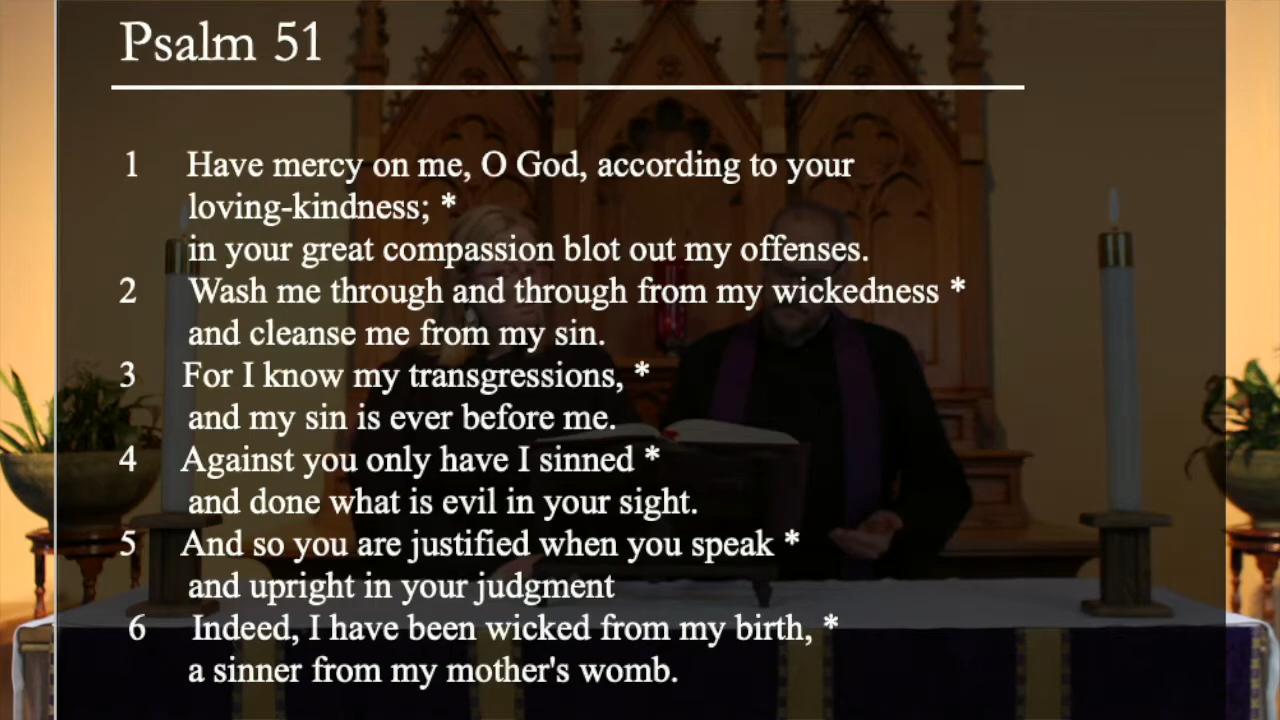 Psalm 51
1 Have mercy on me, O God, according to your
loving-kindness; *
in your great compassion blot out my offenses.
2 Wash me through and through from my wickedness *
and cleanse me from my sin.
3 For I know my transgressions, *
and my sin is ever before me.
4 Against you only have I sinned *
and done what is evil in your sight.
5 And so you are justified when you speak *
and upright in your judgment
6 Indeed, I have been wicked from my birth, *
a sinner from my mother's womb.